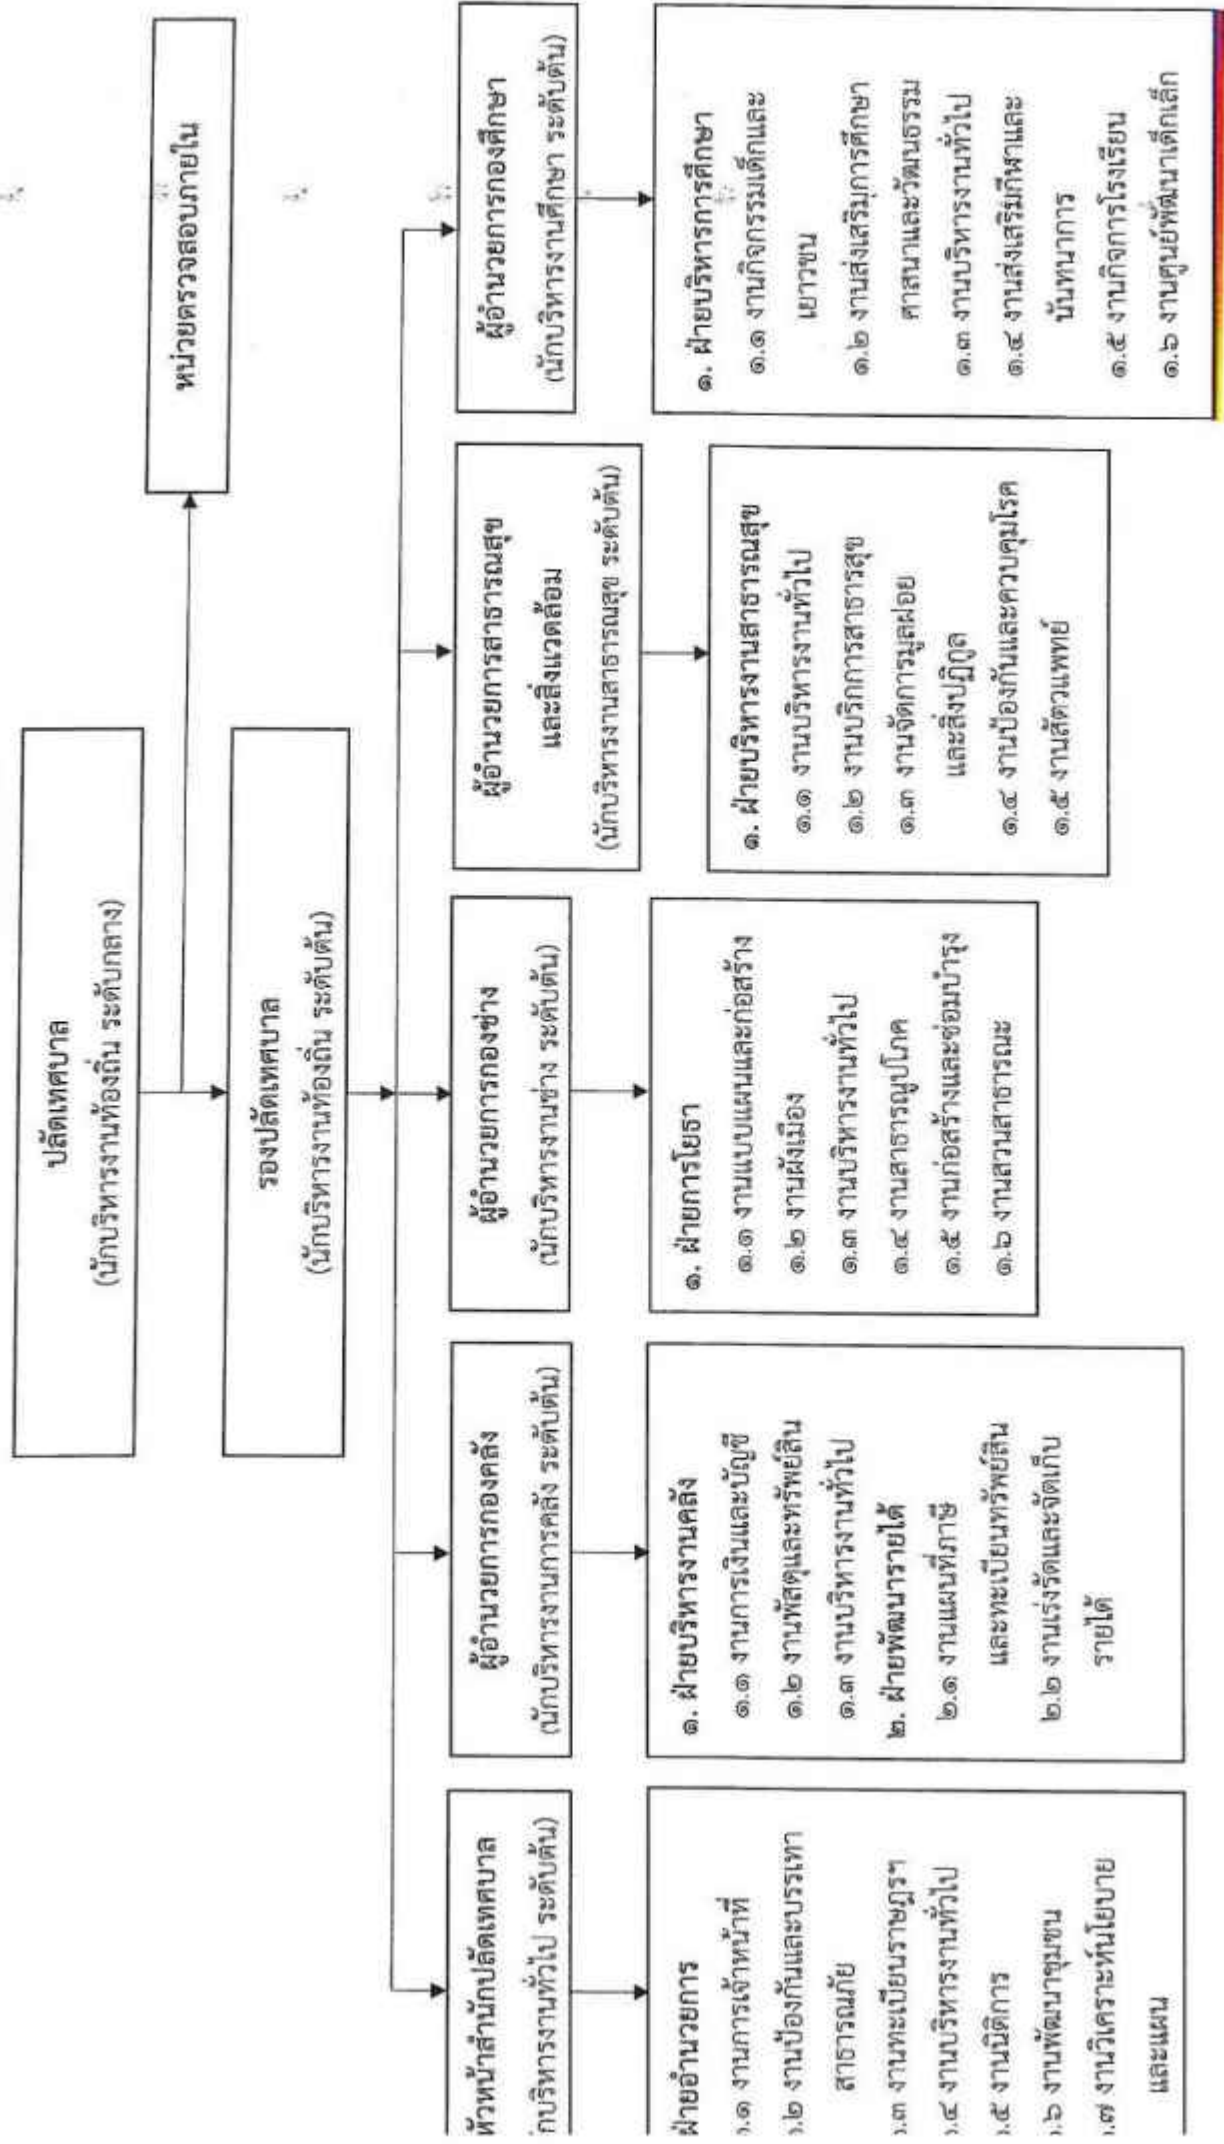 ปลัดเทศบาล
(นักบริหารงานท้องถิ่น ระดับกลาง)
หน่วยตรวจสอบภายใน
รองปลัดเทศบาล
(นักบริหารงานท้องถิ่น ระดับต้น)
หัวหน้าสำนักปลัดเทศบาล
กบริหารงานทั่วไป ระดับต้น)
ฝ่ายอำนวยการ
๑.๑ งานการเจ้าหน้าที่
๑.๒ งานป้องกันและบรรเทา
สาธารณภัย
๑.๓ งานทะเบียนราษฎรฯ
๑.๔ งานบริหารงานทั่วไป
๑.๕ งานนิติการ
๑.๖ งานพัฒนาชุมชน
๑.๗ งานวิเคราะห์นโยบาย
และแผน
ผู้อำนวยการกองคลัง
(นักบริหารงานการคลัง ระดับต้น)
๑. ฝ่ายบริหารงานคลัง
๑.๑ งานการเงินและบัญชี
๑.๒ งานพัสดุและทรัพย์สิน
๑.๓ งานบริหารงานทั่วไป
๒. ฝ่ายพัฒนารายได้
๒.๑ งานแผนที่ภาษี
และทะเบียนทรัพย์สิน
๒.๒ งานเร่งรัดและจัดเก็บ
รายได้
ผู้อำนวยการกองช่าง
(นักบริหารงานช่าง ระดับต้น)
๑. ฝ่ายการโยธา
๑.๑ งานแบบแผนและก่อสร้าง
๑.๒ งานผังเมือง
๑.๓ งานบริหารงานทั่วไป
๑.๔ งานสาธารณูปโภค
๑.๕ งานก่อสร้างและซ่อมบำรุง
๑.๖ งานสวนสาธารณะ
ผู้อำนวยการสาธารณสุข
และสิ่งแวดล้อม
(นักบริหารงานสาธารณสุข ระดับต้น)
๑. ฝ่ายบริหารงานสาธารณสุข
๑.๑ งานบริหารงานทั่วไป
๑.๒ งานบริการสาธารสุข
๑.๓ งานจัดการมูลฝอย
และสิ่งปฏิกูล
๑.๔ งานป้องกันและควบคุมโรค
๑.๕ งานสัตวแพทย์
ผู้อำนวยการกองศึกษา
(นักบริหารงานศึกษา ระดับต้น)
๑. ฝ่ายบริหารการศึกษา
๑.๑ งานกิจกรรมเด็กและ
เยาวชน
๑.๒ งานส่งเสริมการศึกษา
ศาสนาและวัฒนธรรม
๑.๓ งานบริหารงานทั่วไป
๑.๔ งานส่งเสริมกีฬาและ
นันทนาการ
๑.๕ งานกิจการโรงเรียน
๑.๖ งานศูนย์พัฒนาเด็กเล็ก